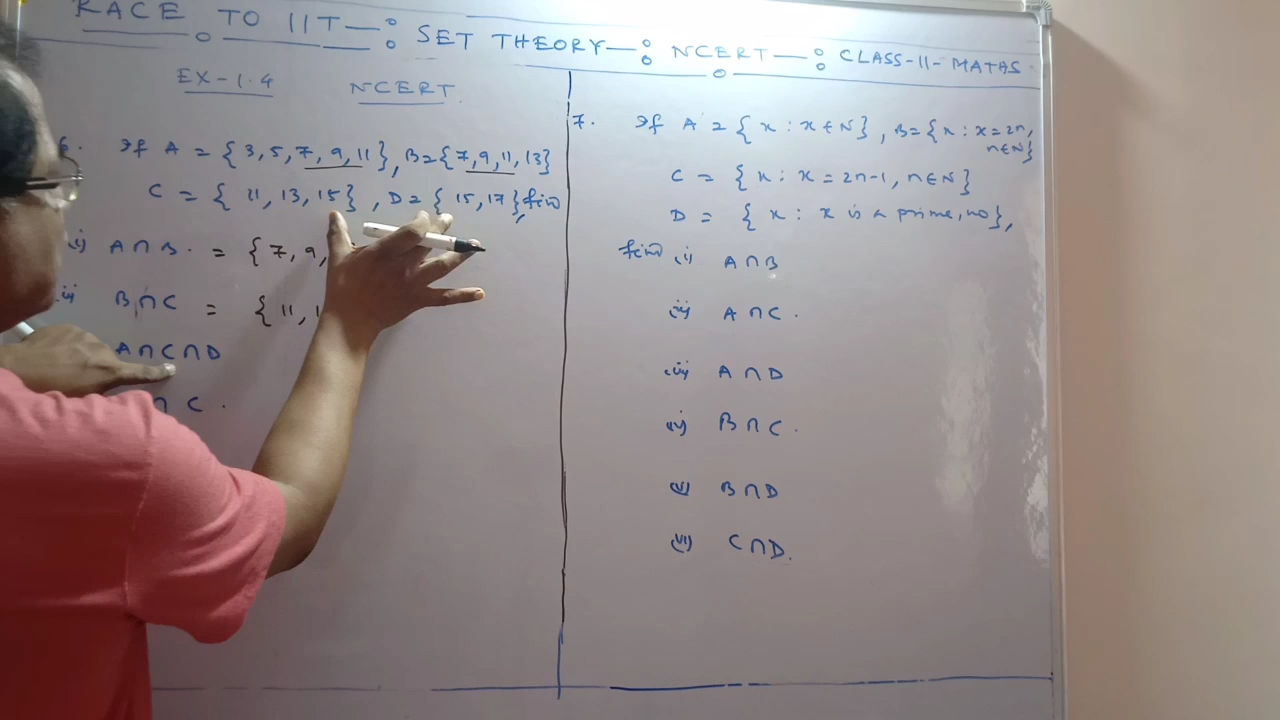 RACE TO IIT—: SET THEORY—: NCERT—: CLASS-11-MATHS
EX-1.4 NCERT
6. If A = {3,5,7,9,11}, B={7,9,11,13}
C = {11,13,15}, D={15,17}, find
(i) A∩B. = {7,9,
(ii) B∩C = {11,
A∩C∩D
∩ C.
7. If A = {x : x∈N}, B={x : x=2n,
n∈N}
C = {x : x = 2n-1, n∈N}
D = {x : x is a prime, no},
find (i) A∩B
(ii) A∩C.
(iii) A∩D
(iv) B∩C.
(v) B∩D
(vi) C∩D.